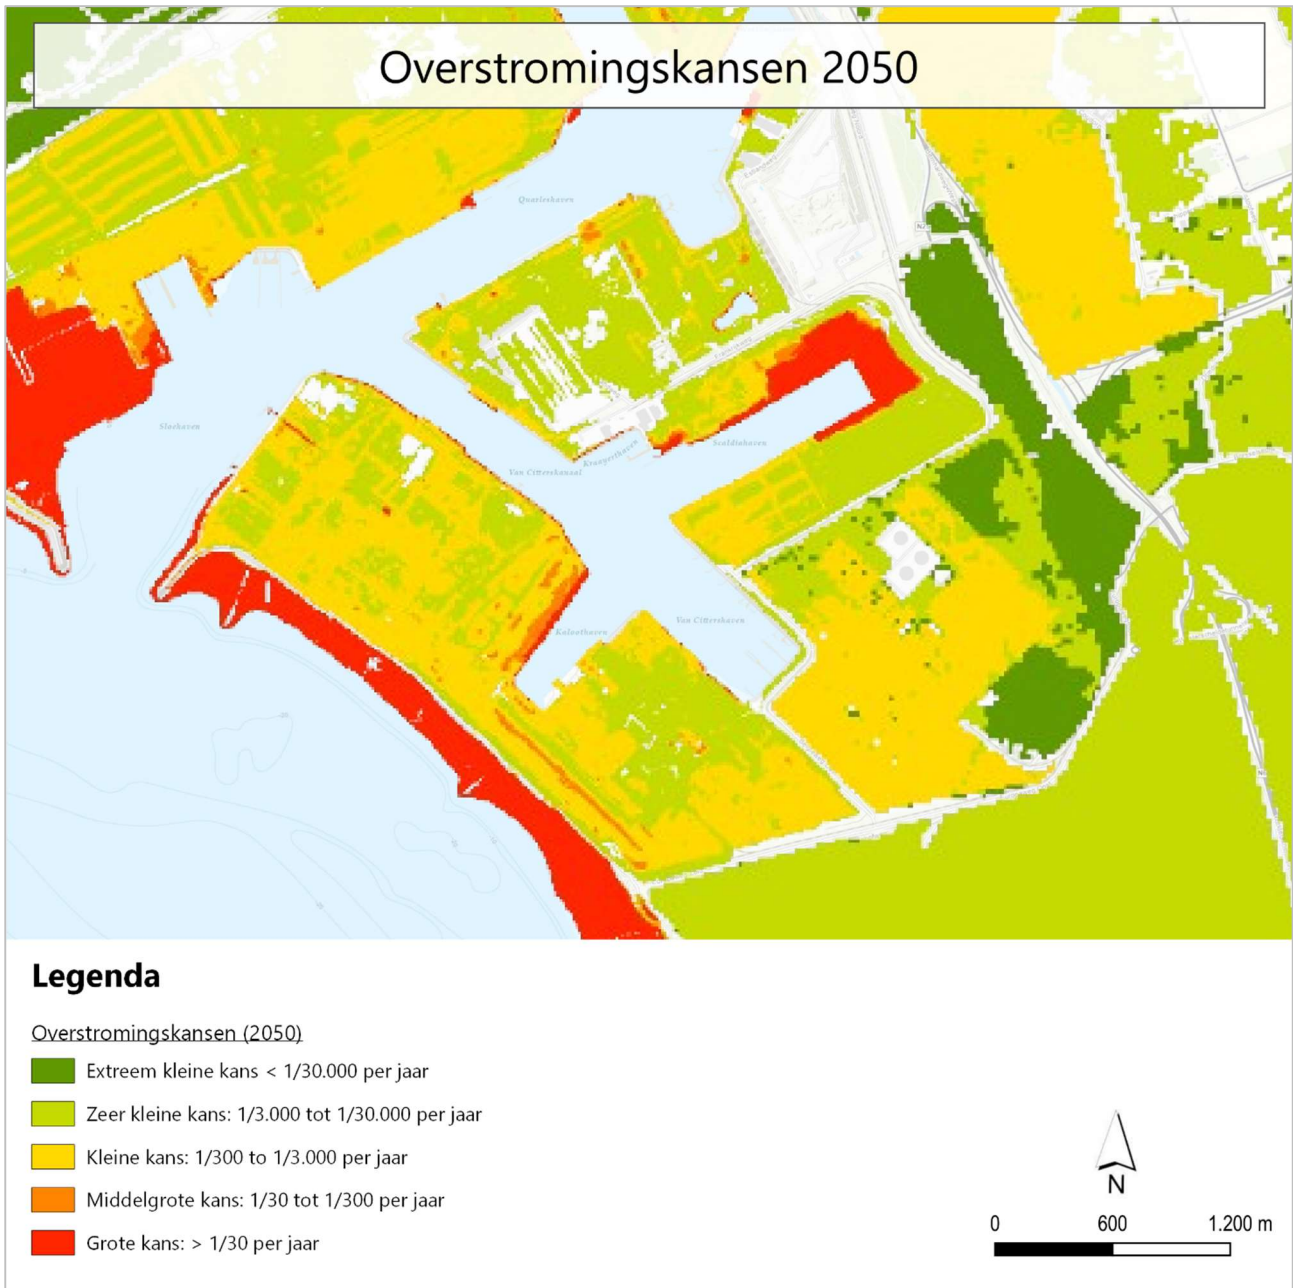 Overstromingskansen 2050
Quarleshaven
Sloehaven
Scaldiahaven
Kraayerthaven
Van Citterskanaal
Van Cittershaven
Kaloothaven
Legenda
Overstromingskansen (2050)
Extreem kleine kans < 1/30.000 per jaar
Zeer kleine kans: 1/3.000 tot 1/30.000 per jaar
Kleine kans: 1/300 to 1/3.000 per jaar
Middelgrote kans: 1/30 tot 1/300 per jaar
Grote kans: > 1/30 per jaar
N
0 600 1.200 m